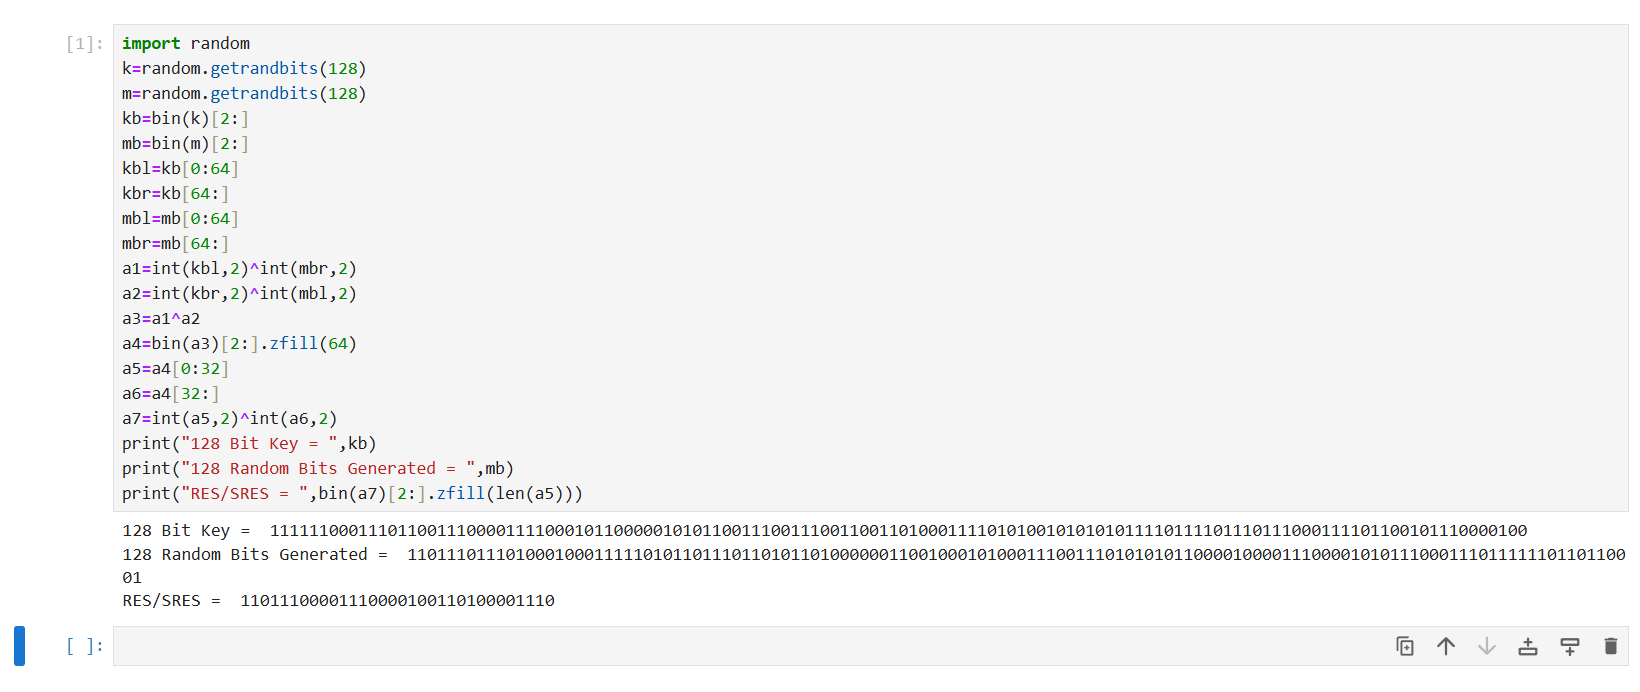 [1]:
import random
k=random.getrandbits(128)
m=random.getrandbits(128)
kb=bin(k)[2:]
mb=bin(m)[2:]
kbl=kb[0:64]
kbr=kb[64:]
mbl=mb[0:64]
mbr=mb[64:]
a1=int(kbl,2)^int(mbr,2)
a2=int(kbr,2)^int(mbl,2)
a3=a1^a2
a4=bin(a3)[2:].zfill(64)
a5=a4[0:32]
a6=a4[32:]
a7=int(a5,2)^int(a6,2)
print("128 Bit Key = ",kb)
print("128 Random Bits Generated = ",mb)
print("RES/SRES = ",bin(a7)[2:].zfill(len(a5)))
128 Bit Key =  11111100011101100111000011110001011000001010110011100111001100110100011110101001010101011110111101110111000111101100101110000100
128 Random Bits Generated =  1101110111010001000111110101101110110101101000000110010001010001110011101010101100001000011100001010111000111011111101101100
01
RES/SRES =  11011100001110000100110100001110
[ ]: